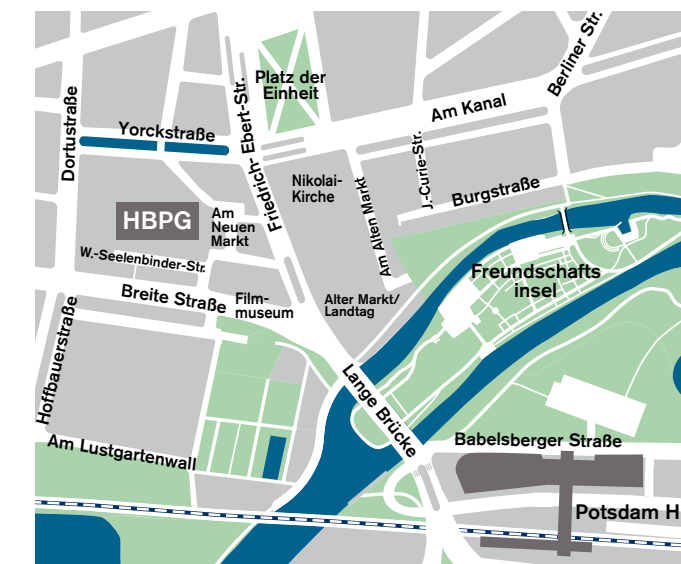 Platz der
Einheit
Berliner Str.
Am Kanal
Yorckstraße
Dortustraße
Friedrich-Ebert-Str.
J.-Curie-Str.
Nikolai-
Kirche
Am Alten Markt
Burgstraße
HBPG
Am
Neuen
Markt
W.-Seelenbinder-Str.
Freundschafts
insel
Breite Straße
Film-
museum
Alter Markt/
Landtag
Hoffbauerstraße
Lange Brücke
Am Lustgartenwall
Babelsberger Straße
Potsdam H